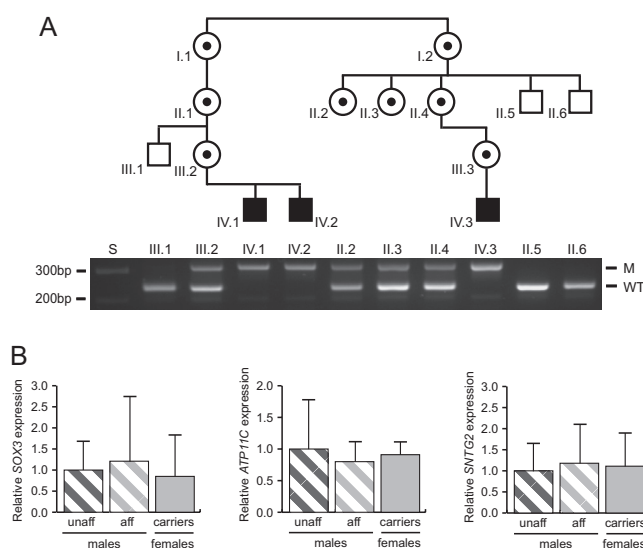 A
I.1
I.2
II.1
II.2
II.3
II.4
II.5
II.6
III.1
III.2
III.3
IV.1
IV.2
IV.3
S III.1 III.2 IV.1 IV.2 II.2 II.3 II.4 IV.3 II.5 II.6
300bp
M
WT
200bp
B
Relative SOX3 expression
3.0
2.5
2.0
1.5
1.0
0.5
0.0
unaff aff carriers
males females
Relative ATP11C expression
2.0
1.5
1.0
0.5
0.0
unaff aff carriers
males females
Relative SNTG2 expression
3.0
2.5
2.0
1.5
1.0
0.5
0.0
unaff aff carriers
males females